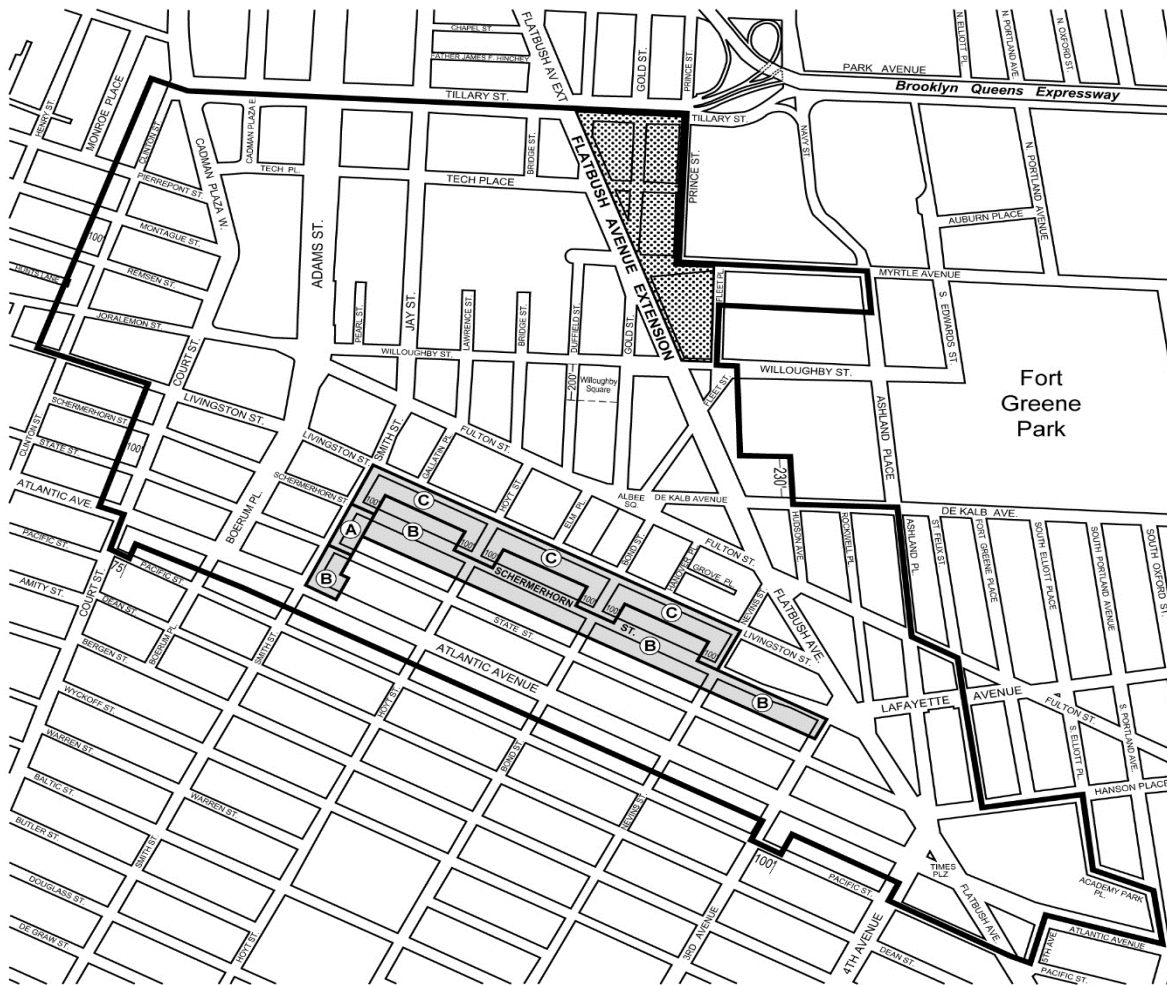 CHAPEL ST.
FATHER JAMES F. HINCHEY
FLATBUSH AV EXT
GOLD ST.
PRINCE ST.
N. ELLIOTT PL.
N. PORTLAND AVE.
N. OXFORD ST.
PARK AVENUE
Brooklyn Queens Expressway
HENRY ST.
MONROE PLACE
CLINTON ST.
CADMAN PLAZA W.
CADMAN PLAZA E.
TILLARY ST.
TILLARY ST.
BRIDGE ST.
NAVY ST.
N. PORTLAND AVENUE
PIERREPONT ST.
TECH PL.
TECH PLACE
FLATBUSH AVENUE EXTENSION
PRINCE ST.
AUBURN PLACE
MONTAGUE ST.
100'
ADAMS ST.
REMSEN ST.
HUNTS LANE
MYRTLE AVENUE
FLEET PL.
S. EDWARDS ST.
JORALEMON ST.
PEARL ST.
JAY ST.
LAWRENCE ST.
BRIDGE ST.
DUFFIELD ST.
GOLD ST.
COURT ST.
WILLOUGHBY ST.
200'
Willoughby
Square
WILLOUGHBY ST.
FLEET ST.
ASHLAND PLACE
Fort
Greene
Park
LIVINGSTON ST.
SCHERMERHORN ST.
CLINTON ST.
STATE ST.
100'
LIVINGSTON ST.
SMITH ST.
GALLATIN PL.
FULTON ST.
HOYT ST.
ELM PL.
ALBEE
SQ.
DE KALB AVENUE
230'
DE KALB AVE.
SCHERMERHORN ST.
ATLANTIC AVE.
BOERUM PL.
100'
C
A
B
100'
100'
C
BOND ST.
HANOVER PL.
GROVE PL.
FULTON ST.
NEVINS ST.
HUDSON AVE.
ROCKWELL PL.
ASHLAND PL.
ST FELIX ST.
FORT GREENE PLACE
SOUTH ELLIOTT PLACE
SOUTH PORTLAND AVE.
SOUTH OXFORD ST.
PACIFIC ST.
AMITY ST.
COURT ST.
75'
PACIFIC ST.
DEAN ST.
B
SCHERMERHORN
ST.
100'
100'
C
100'
LIVINGSTON ST.
FLATBUSH AVE.
STATE ST.
B
B
BERGEN ST.
BOERUM PL.
SMITH ST.
ATLANTIC AVENUE
LAFAYETTE AVENUE
FULTON ST.
S. PORTLAND AVE.
S. ELLIOTT PL.
WYCKOFF ST.
HOYT ST.
WARREN ST.
BOND ST.
HANSON PLACE
BALTIC ST.
WARREN ST.
NEVINS ST.
BUTLER ST.
SMITH ST.
100'
TIMES
PLZ
PACIFIC ST.
FLATBUSH AVE.
ACADEMY PARK
PL.
DOUGLASS ST.
DE GRAW ST.
HOYT ST.
3RD AVENUE
4TH AVENUE
DEAN ST.
5TH AVE.
ATLANTIC AVENUE
PACIFIC ST.